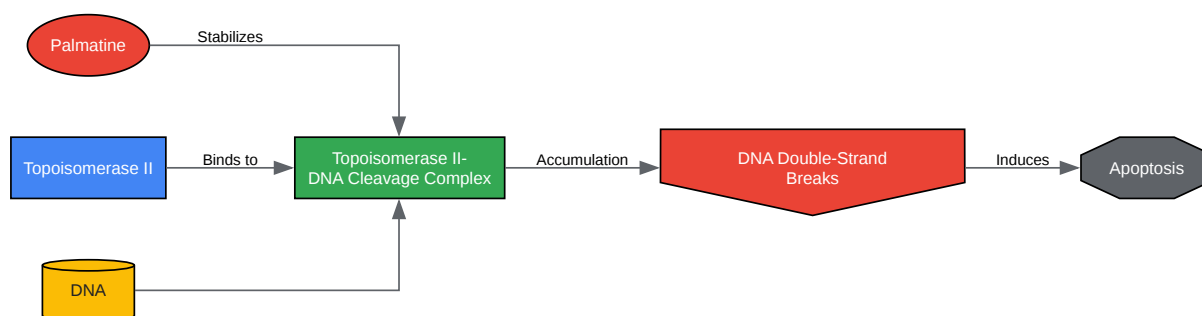 Palmatine
Stabilizes
Topoisomerase II
Binds to
Topoisomerase II-
DNA Cleavage Complex
Accumulation
DNA Double-Strand
Breaks
Induces
Apoptosis
DNA